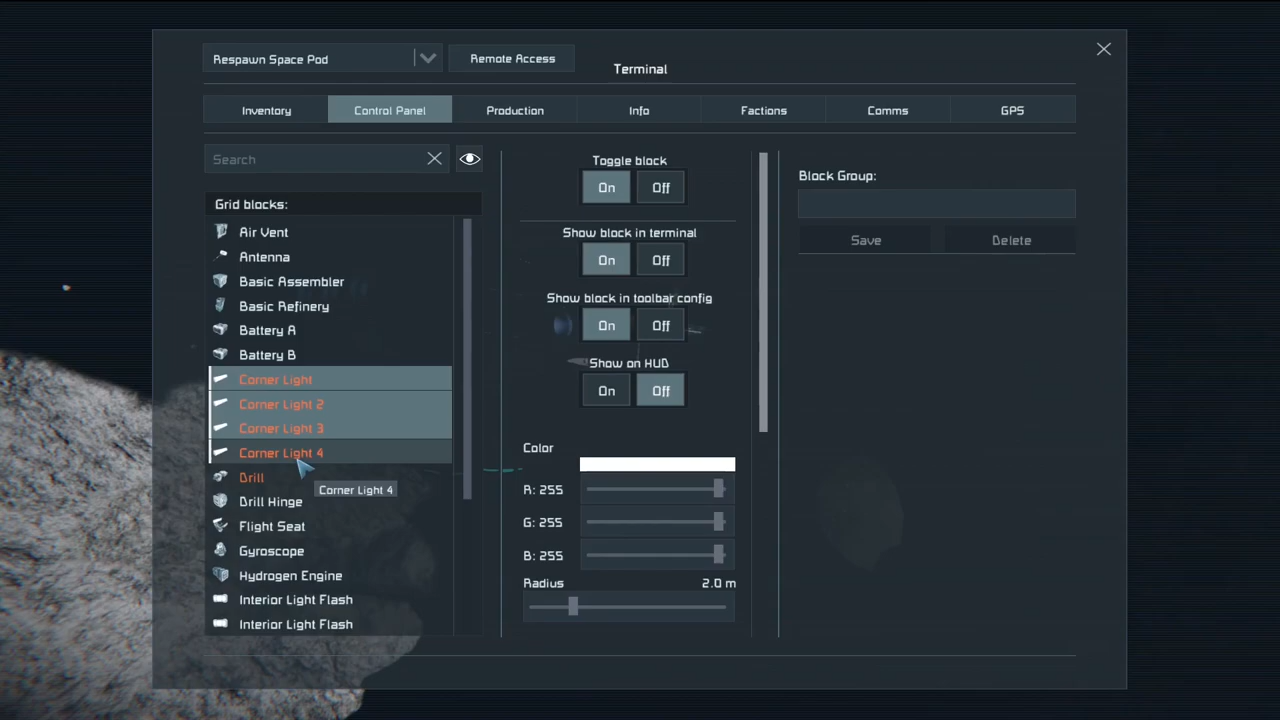 Respawn Space Pod
Remote Access
Terminal
Inventory
Control Panel
Production
Info
Factions
Comms
GPS
Search
Grid blocks:
Air Vent
Antenna
Basic Assembler
Basic Refinery
Battery A
Battery B
Corner Light
Corner Light 2
Corner Light 3
Corner Light 4
Drill
Corner Light 4
Drill Hinge
Flight Seat
Gyroscope
Hydrogen Engine
Interior Light Flash
Interior Light Flash
Toggle block
On Off
Show block in terminal
On Off
Show block in toolbar config
On Off
Show on HUD
On Off
Color
R: 255
G: 255
B: 255
Radius 2.0 m
Block Group:
Save Delete